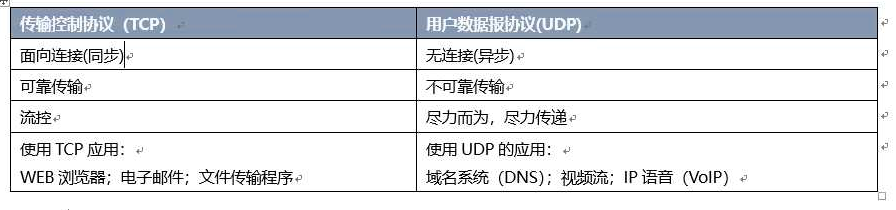 传输控制协议（TCP） 用户数据报协议(UDP)
面向连接(同步) 无连接(异步)
可靠传输 不可靠传输
流控 尽力而为，尽力传递
使用 TCP 应用： 使用 UDP 的应用：
WEB 浏览器；电子邮件；文件传输程序 域名系统（DNS）；视频流；IP 语音（VoIP）